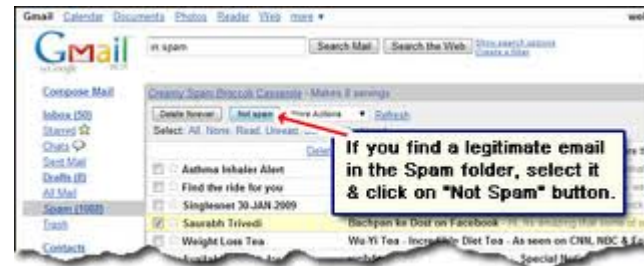 Gmail Calendar Documents Photos Reader Web more ▼
GMail
in spam Search Mail Search the Web Show search options
Create a filter
Compose Mail
Creamy Spam Broccoli Casserole - Makes 8 servings
Inbox (50)
Delete forever Not spam More Actions ▼ Refresh
Starred
Select: All, None, Read, Unread,
Chats
If you find a legitimate email
in the Spam folder, select it
& click on "Not Spam" button.
Sent Mail
Drafts (8)
All Mail
Spam (1988)
Trash
Contacts
Asthma Inhaler Alert
Find the ride for you
Singlesnet 30-JAN-2009
Saurabh Trivedi Bachpan ke Dost on Facebook
Weight Loss Tea Wu-Yi Tea - Incredible Diet Tea - As seen on CNN, NBC &